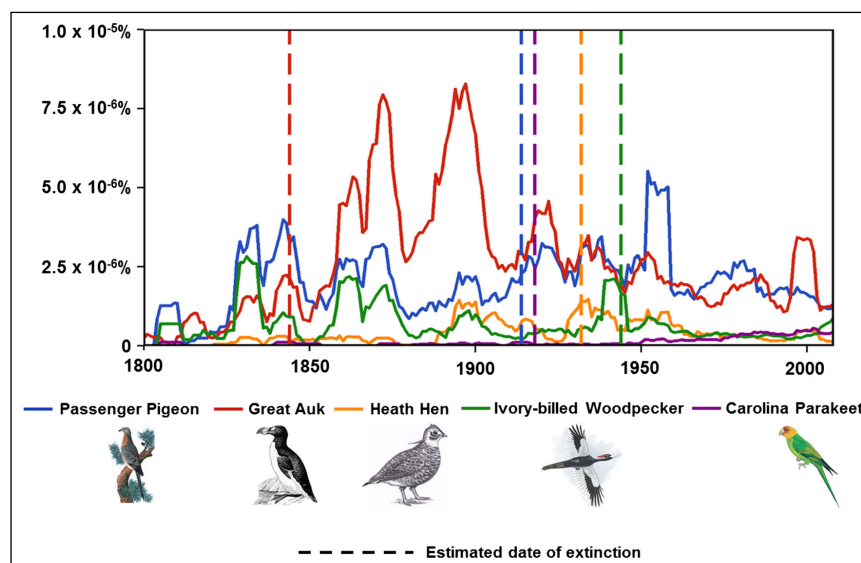 1.0 x 10⁻⁵%
7.5 x 10⁻⁶%
5.0 x 10⁻⁶%
2.5 x 10⁻⁶%
0
1800 1850 1900 1950 2000
Passenger Pigeon Great Auk Heath Hen Ivory-billed Woodpecker Carolina Parakeet
Estimated date of extinction